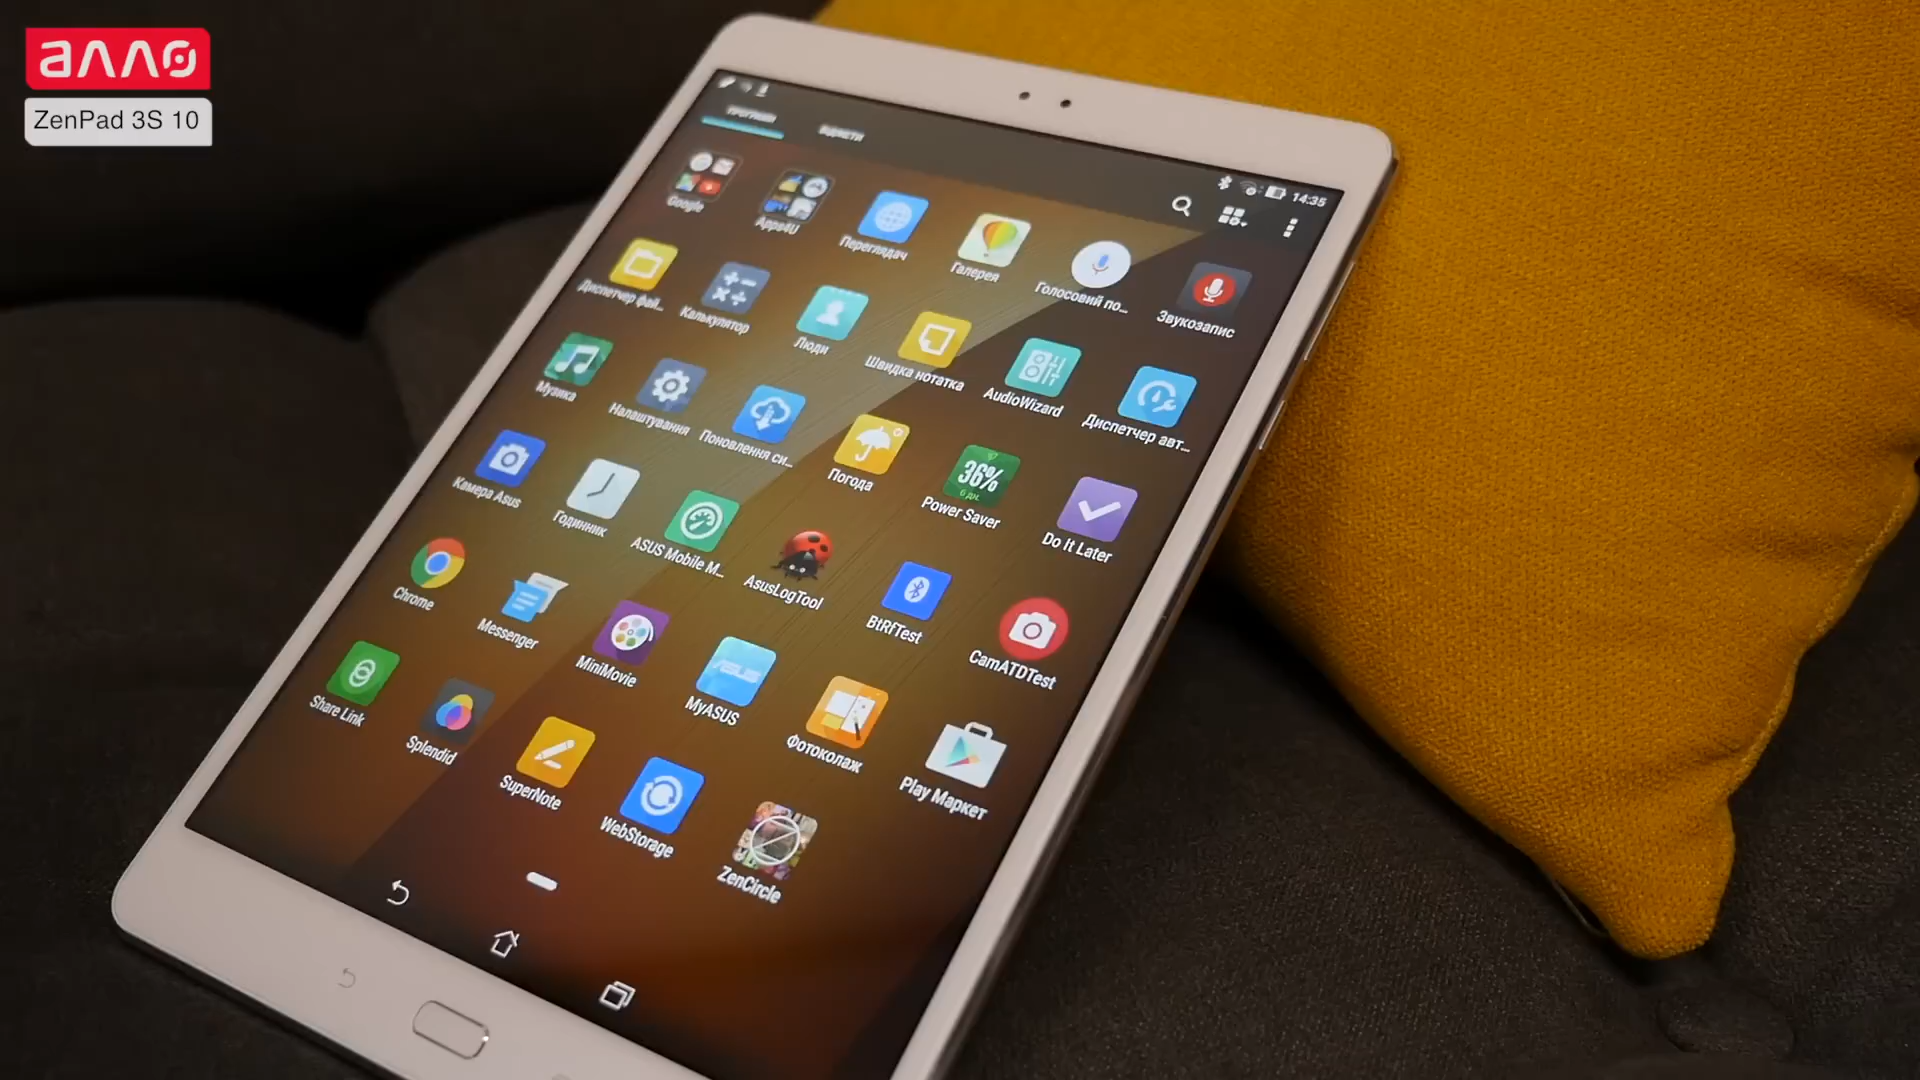 алло
ZenPad 3S 10
ПРОГРАМИ ВІДЖЕТИ
14:35
Google Apps4U Переглядач Галерея Голосовий по... Звукозапис
Диспетчер фай... Калькулятор Люди Швидка нотатка AudioWizard Диспетчер авт...
Музика Налаштування Поновлення си... Погода 36% 6 дн. Power Saver Do It Later
Камера Asus Годинник ASUS Mobile M... AsusLogTool BtRfTest CamATDTest
Chrome Messenger MiniMovie ASUS MyASUS Фотоколаж Play Маркет
Share Link Splendid SuperNote WebStorage ZenCircle